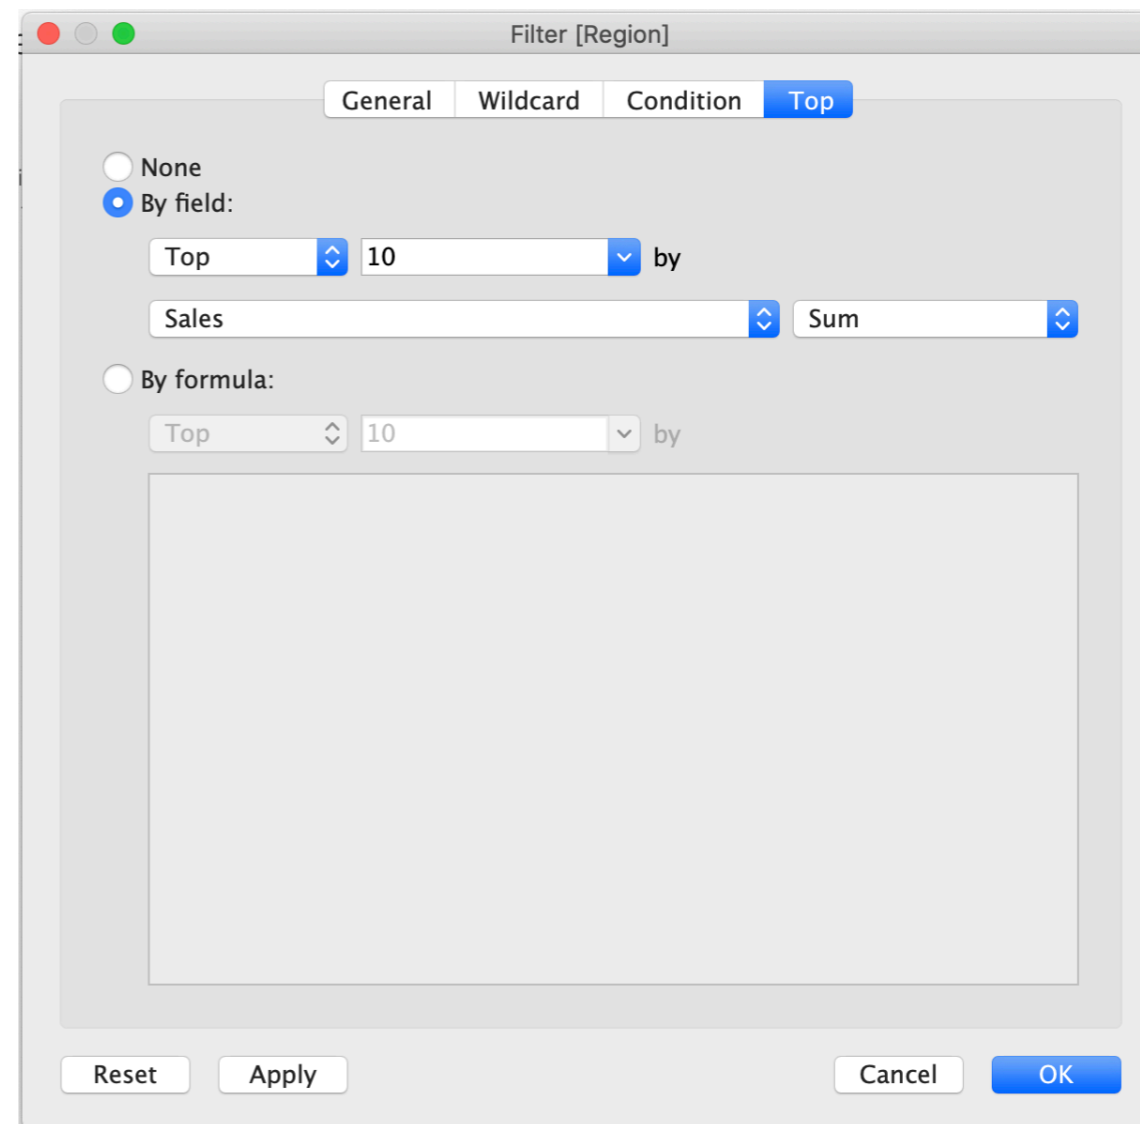 Filter [Region]
General Wildcard Condition Top
None
By field:
Top 10 by
Sales Sum
By formula:
Top 10 by
Reset Apply Cancel OK